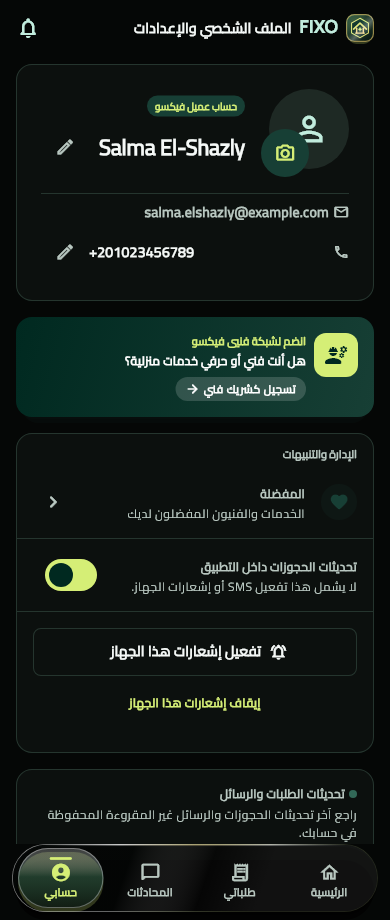 FIXO الملف الشخصي والإعدادات
حساب عميل فيكسو
Salma El-Shazly
salma.elshazly@example.com
+201023456789
انضم لشبكة فنيي فيكسو
هل أنت فني أو حرفي خدمات منزلية؟
تسجيل كشريك فني →
الإدارة والتنبيهات
المفضلة
الخدمات والفنيون المفضلون لديك
تحديثات الحجوزات داخل التطبيق
لا يشمل هذا تفعيل SMS أو إشعارات الجهاز.
تفعيل إشعارات هذا الجهاز
إيقاف إشعارات هذا الجهاز
تحديثات الطلبات والرسائل
راجع آخر تحديثات الحجوزات والرسائل غير المقروءة المحفوظة
في حسابك.
الرئيسية
طلباتي
المحادثات
حسابي